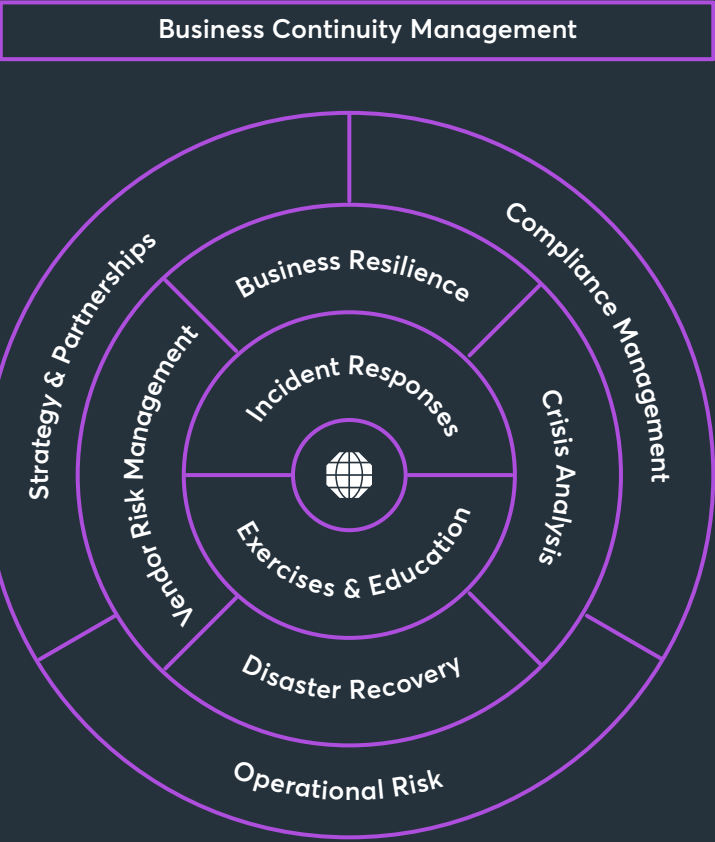 Business Continuity Management
Strategy & Partnerships
Compliance Management
Operational Risk
Business Resilience
Vendor Risk Management
Crisis Analysis
Disaster Recovery
Incident Responses
Exercises & Education